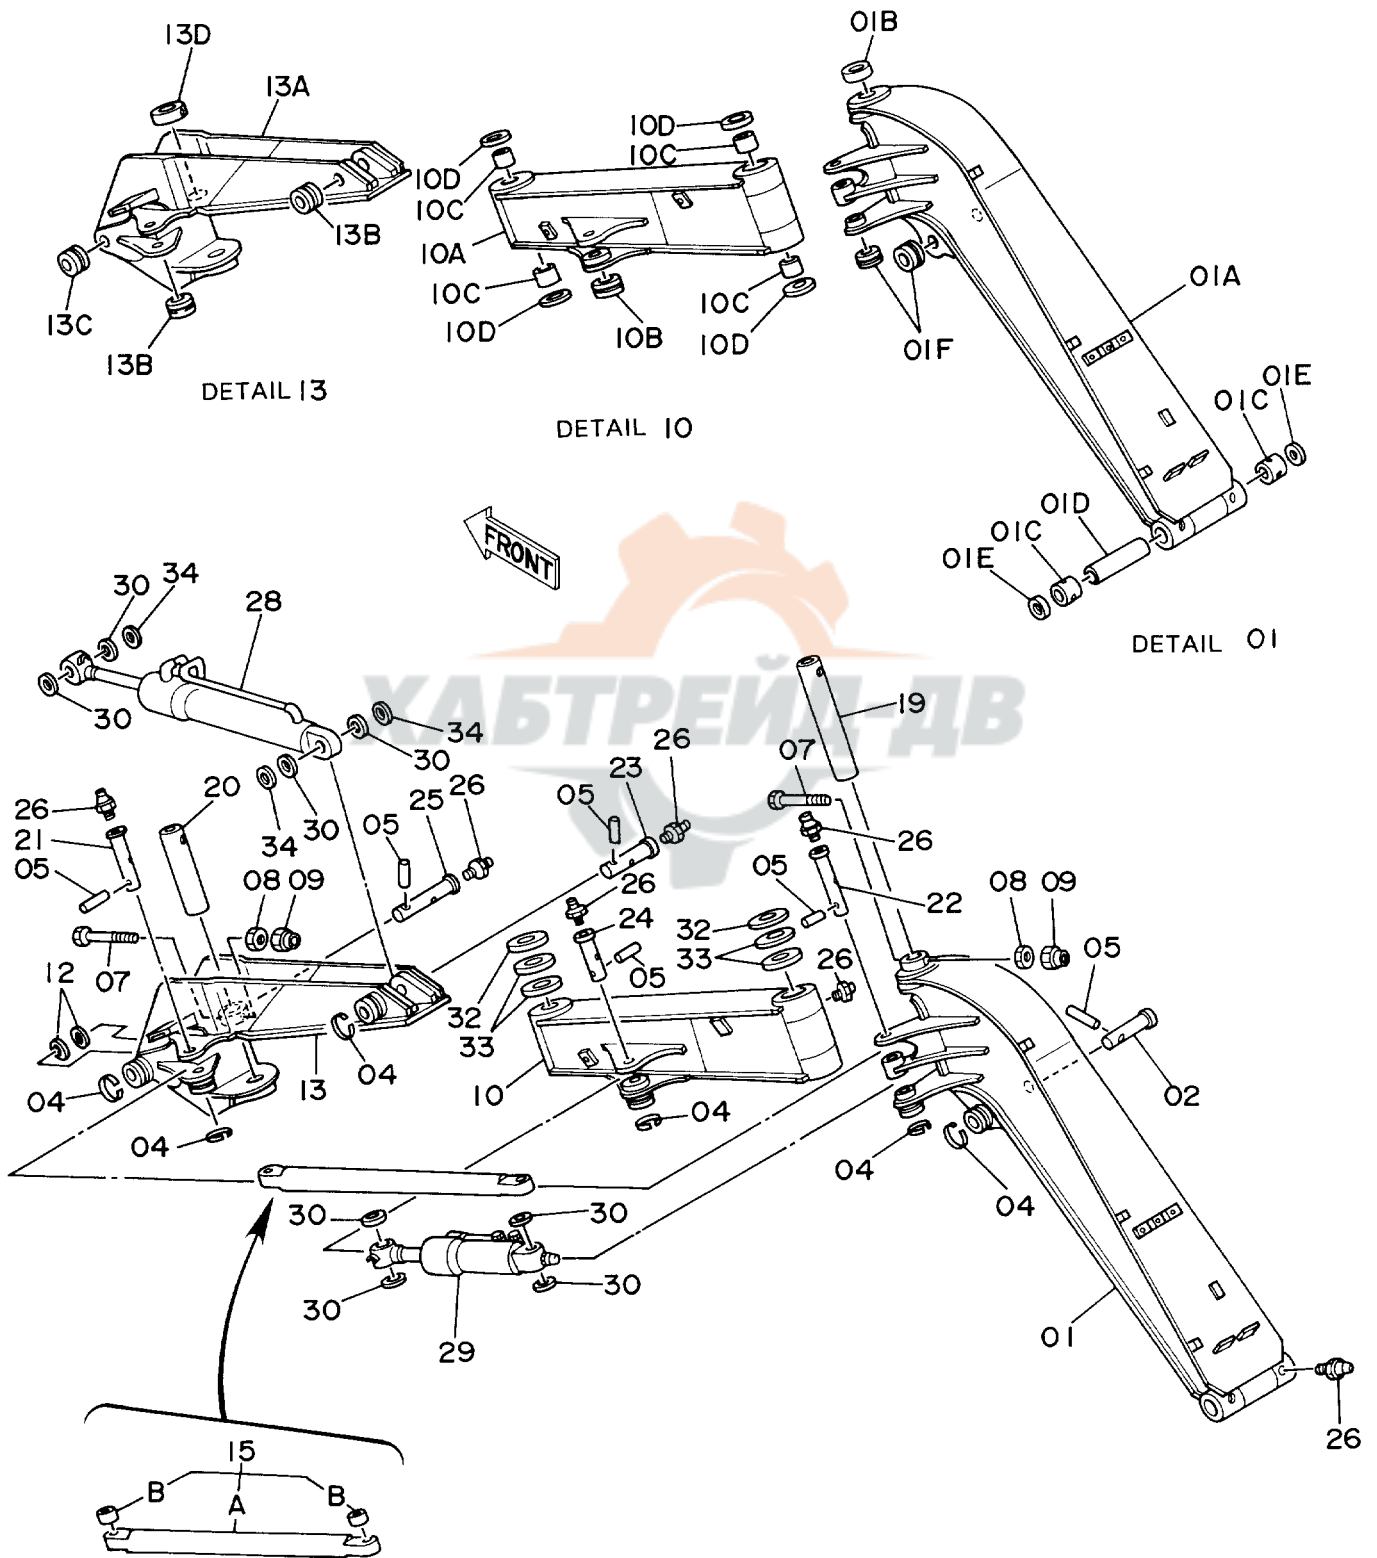 13D
13A
13B
13C
13B
DETAIL 13
10D
10C
10D
10C
10A
10C
10D
10B
10C
10D
DETAIL 10
01B
01A
01F
01E
01C
01D
01C
01E
DETAIL 01
FRONT
ХАБТРЕЙД-ДВ
34
30
28
30
34
30
26
20
21
34
30
05
25
26
05
23
26
05
08
09
07
12
04
13
04
04
26
24
05
32
33
10
04
19
07
26
05
22
32
33
26
08
09
05
02
04
04
30
30
30
30
29
01
26
15
B
A
B